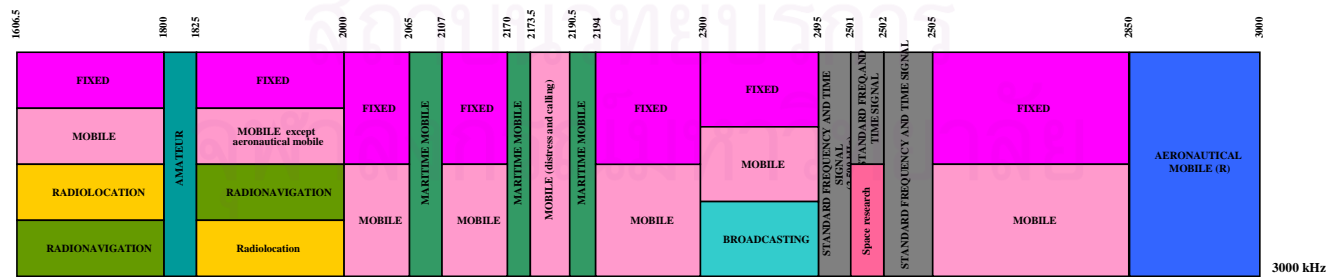 1606.5 1800 1825 2000 2065 2107 2170 2173.5 2190.5 2194 2300 2495 2501 2502 2505 2850 3000
FIXED
MOBILE
RADIOLOCATION
RADIONAVIGATION
AMATEUR
FIXED
MOBILE except
aeronautical mobile
RADIONAVIGATION
Radiolocation
FIXED
MOBILE
MARITIME MOBILE
FIXED
MOBILE
MARITIME MOBILE
MOBILE (distress and calling)
MARITIME MOBILE
FIXED
MOBILE
FIXED
MOBILE
BROADCASTING
STANDARD FREQUENCY AND TIME
SIGNAL
STANDARD FREQ. AND
TIME SIGNAL
Space research
STANDARD FREQUENCY AND TIME SIGNAL
FIXED
MOBILE
AERONAUTICAL
MOBILE (R)
3000 kHz